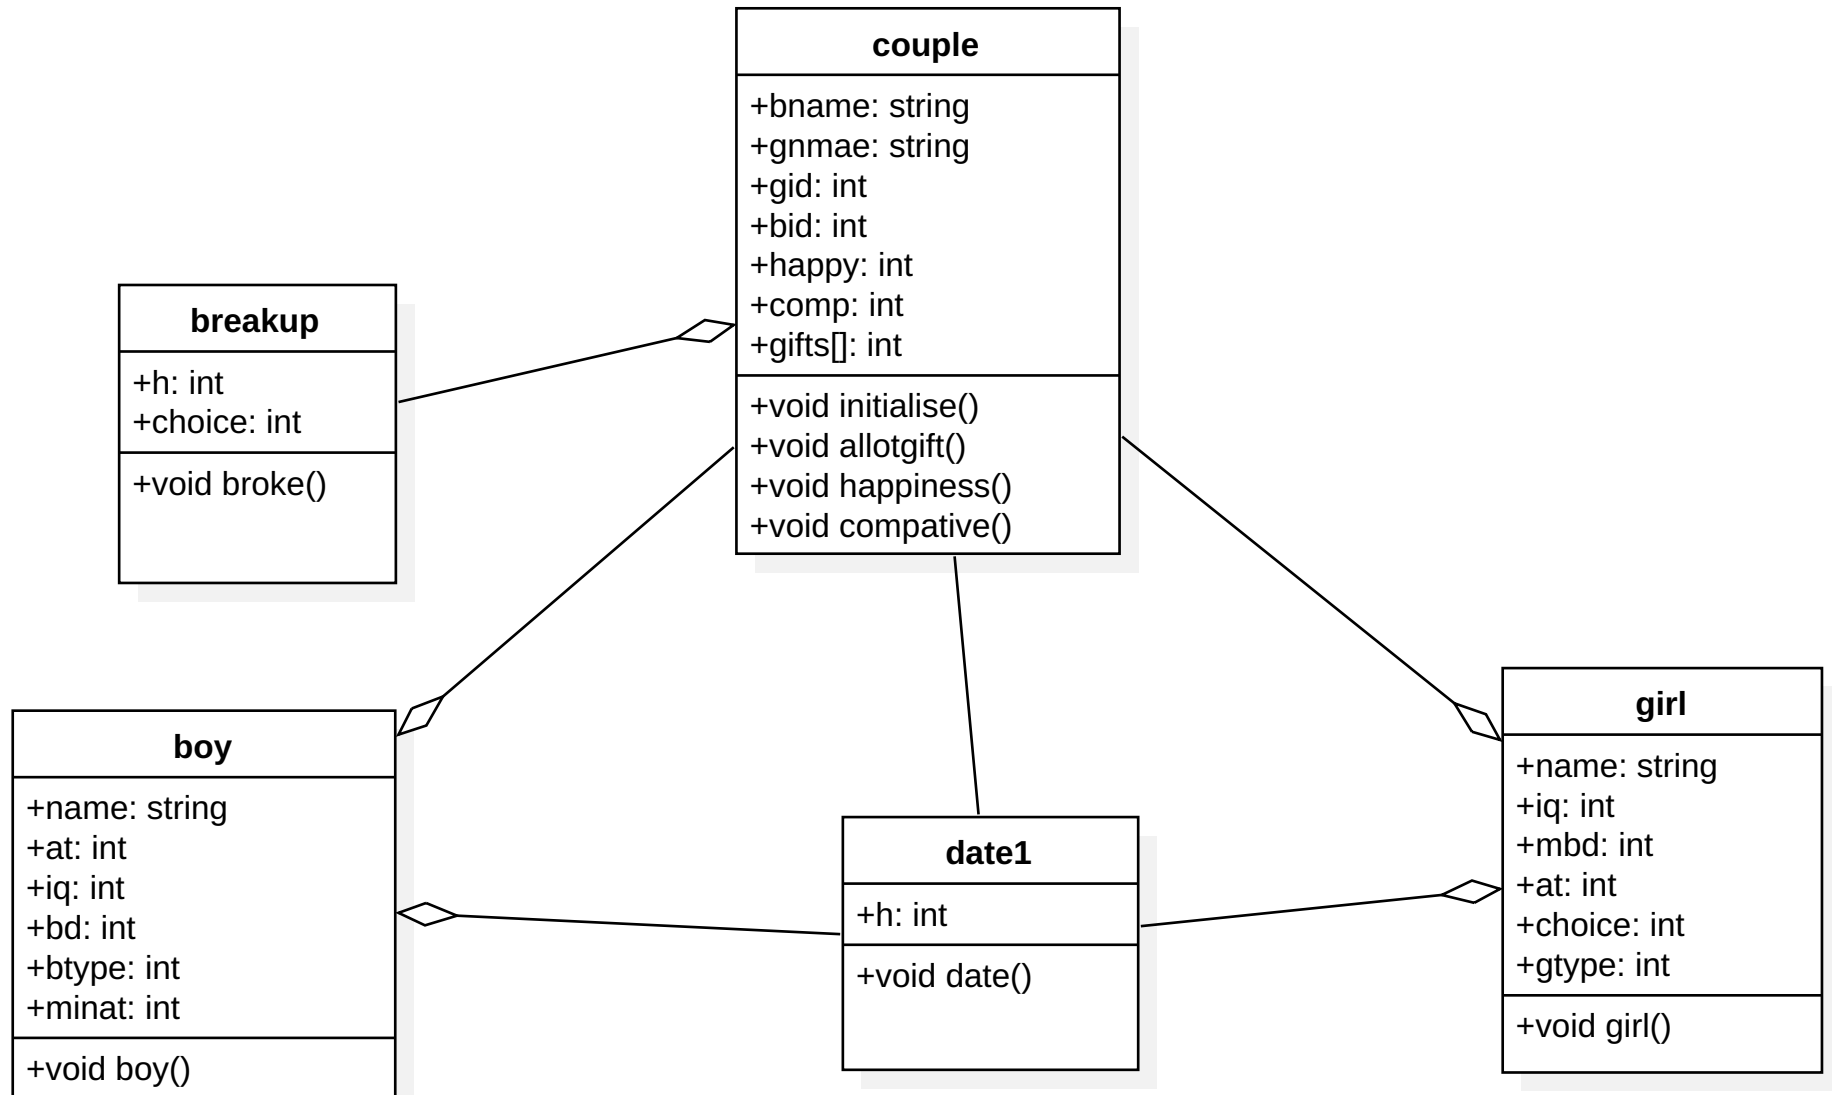 couple
+bname: string
+gnmae: string
+gid: int
+bid: int
+happy: int
+comp: int
+gifts[]: int
+void initialise()
+void allotgift()
+void happiness()
+void compative()
breakup
+h: int
+choice: int
+void broke()
boy
+name: string
+at: int
+iq: int
+bd: int
+btype: int
+minat: int
+void boy()
date1
+h: int
+void date()
girl
+name: string
+iq: int
+mbd: int
+at: int
+choice: int
+gtype: int
+void girl()